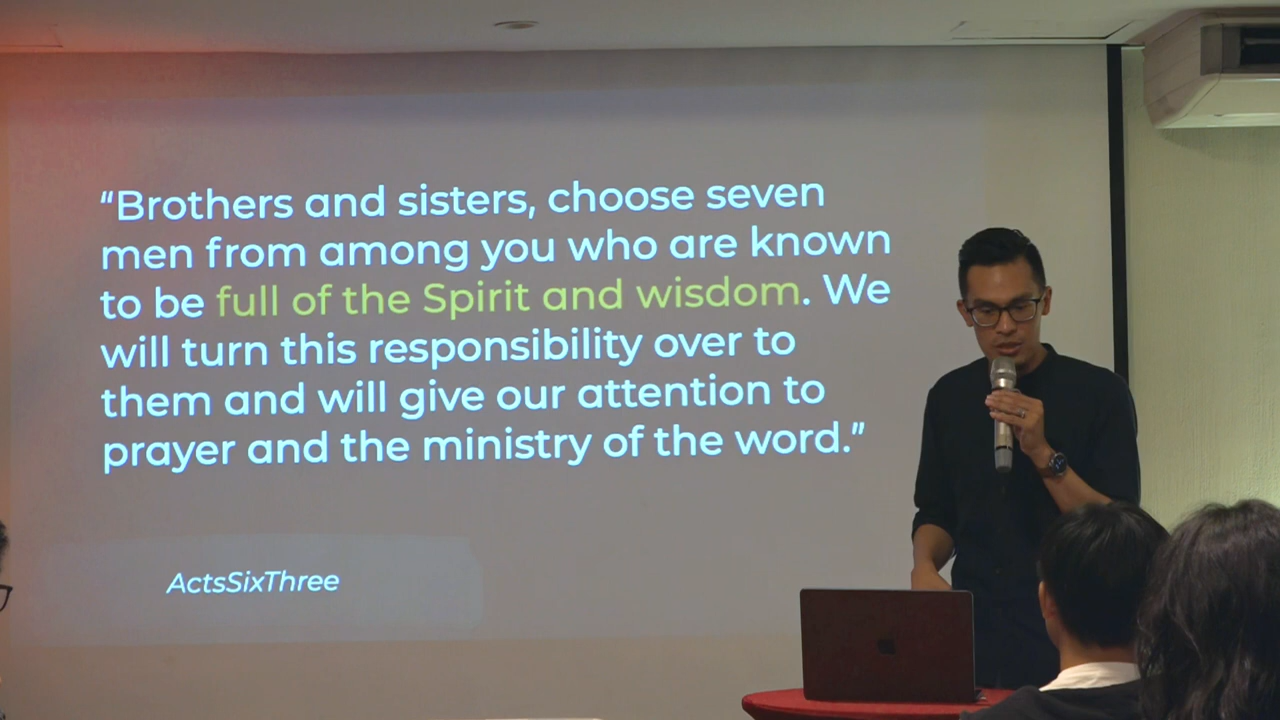 “Brothers and sisters, choose seven
men from among you who are known
to be full of the Spirit and wisdom. We
will turn this responsibility over to
them and will give our attention to
prayer and the ministry of the word.”
ActsSixThree